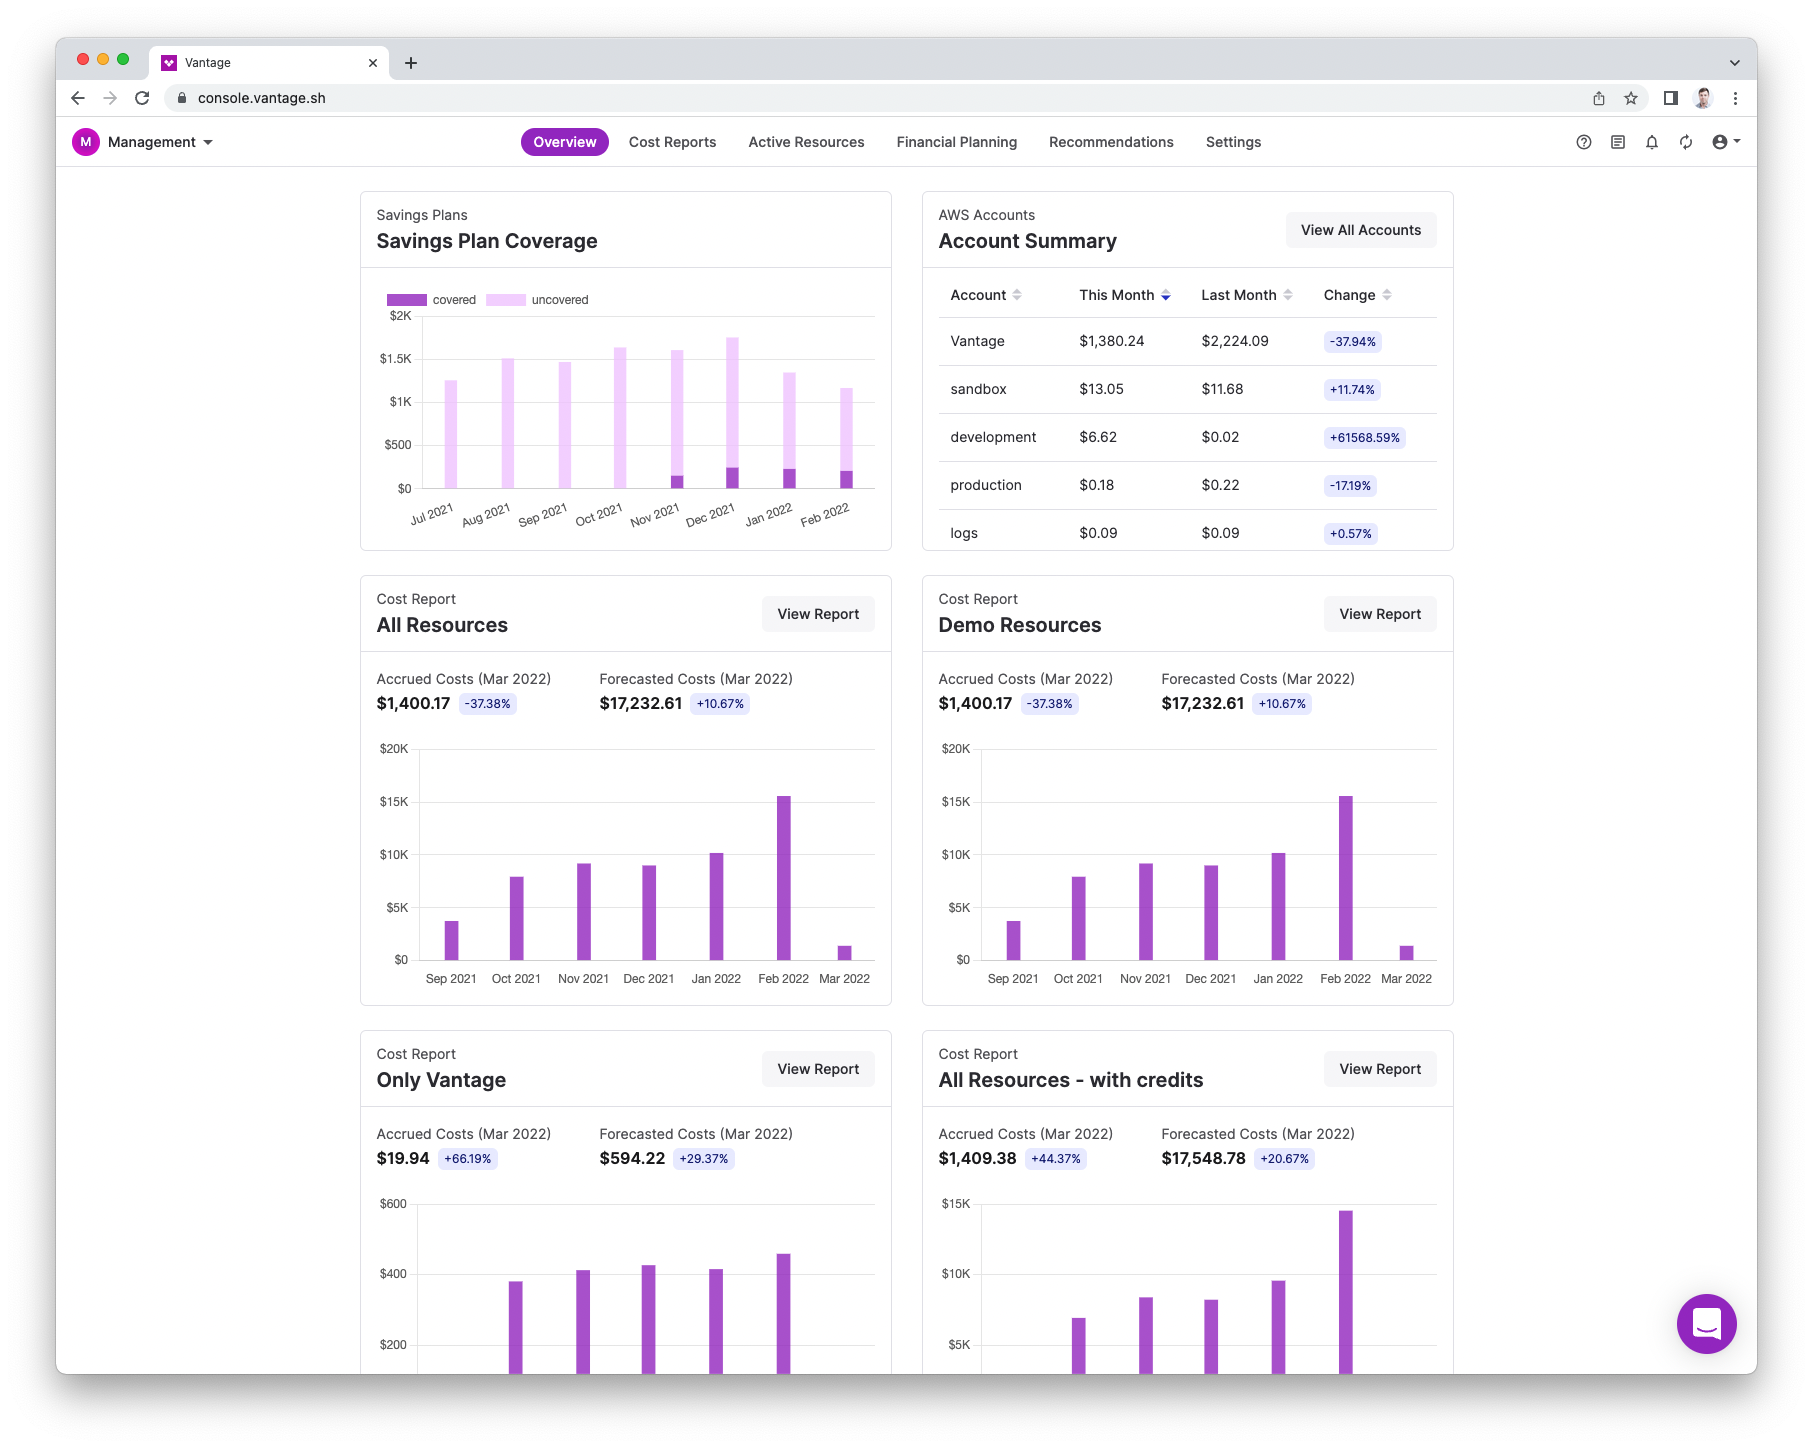 Vantage
console.vantage.sh
M Management
Overview Cost Reports Active Resources Financial Planning Recommendations Settings
Savings Plans
Savings Plan Coverage
covered uncovered
$2K
$1.5K
$1K
$500
$0
Jul 2021 Aug 2021 Sep 2021 Oct 2021 Nov 2021 Dec 2021 Jan 2022 Feb 2022
AWS Accounts
Account Summary
View All Accounts
Account This Month Last Month Change
Vantage $1,380.24 $2,224.09 -37.94%
sandbox $13.05 $11.68 +11.74%
development $6.62 $0.02 +61568.59%
production $0.18 $0.22 -17.19%
logs $0.09 $0.09 +0.57%
Cost Report
All Resources
View Report
Accrued Costs (Mar 2022) Forecasted Costs (Mar 2022)
$1,400.17 -37.38% $17,232.61 +10.67%
$20K
$15K
$10K
$5K
$0
Sep 2021 Oct 2021 Nov 2021 Dec 2021 Jan 2022 Feb 2022 Mar 2022
Cost Report
Demo Resources
View Report
Accrued Costs (Mar 2022) Forecasted Costs (Mar 2022)
$1,400.17 -37.38% $17,232.61 +10.67%
$20K
$15K
$10K
$5K
$0
Sep 2021 Oct 2021 Nov 2021 Dec 2021 Jan 2022 Feb 2022 Mar 2022
Cost Report
Only Vantage
View Report
Accrued Costs (Mar 2022) Forecasted Costs (Mar 2022)
$19.94 +66.19% $594.22 +29.37%
$600
$400
$200
Cost Report
All Resources - with credits
View Report
Accrued Costs (Mar 2022) Forecasted Costs (Mar 2022)
$1,409.38 +44.37% $17,548.78 +20.67%
$15K
$10K
$5K